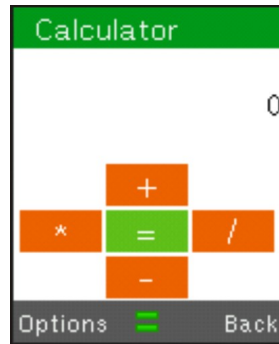 Calculator
0
+
* = /
-
Options = Back